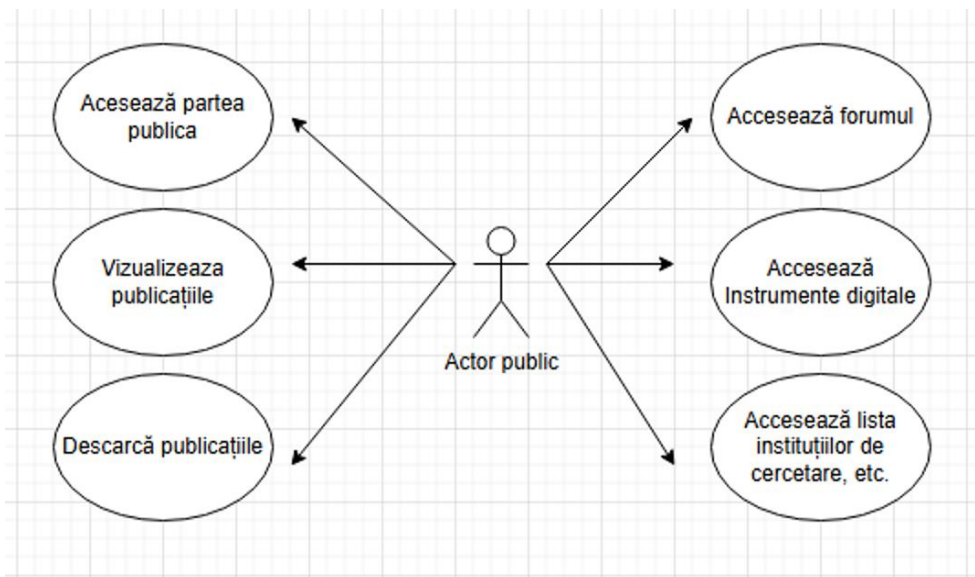 Acesează partea
publica
Vizualizeaza
publicațiile
Descarcă publicațiile
Actor public
Accesează forumul
Accesează
Instrumente digitale
Accesează lista
instituțiilor de
cercetare, etc.